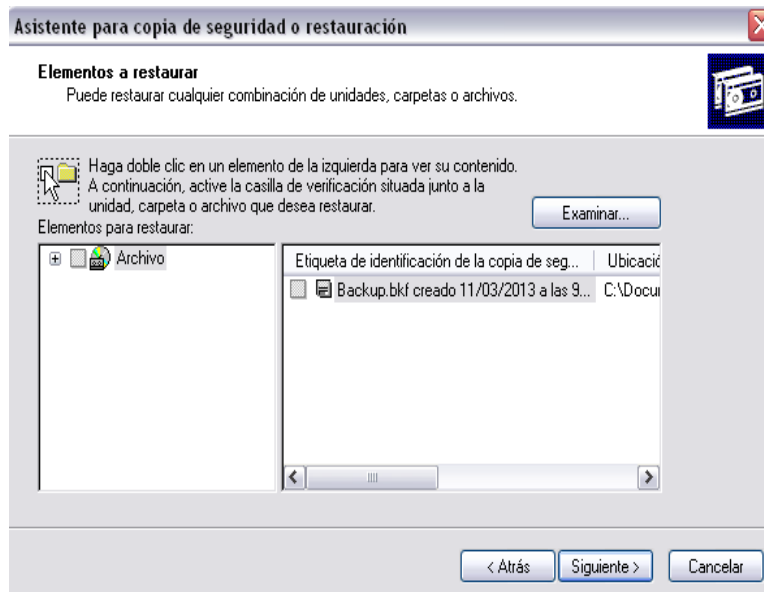 Asistente para copia de seguridad o restauración
Elementos a restaurar
Puede restaurar cualquier combinación de unidades, carpetas o archivos.
Haga doble clic en un elemento de la izquierda para ver su contenido.
A continuación, active la casilla de verificación situada junto a la
unidad, carpeta o archivo que desea restaurar.
Examinar...
Elementos para restaurar:
Archivo
Etiqueta de identificación de la copia de seg... Ubicació
Backup.bkf creado 11/03/2013 a las 9... C:\Docu
< Atrás Siguiente > Cancelar